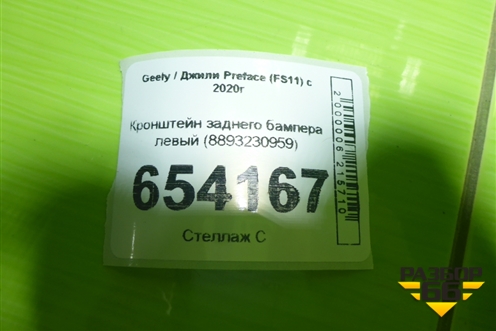 Geely / Джили Preface (FS11) с
2020г
Кронштейн заднего бампера
левый (8893230959)
654167
Стеллаж С
2000006215710
РАЗБОР
66